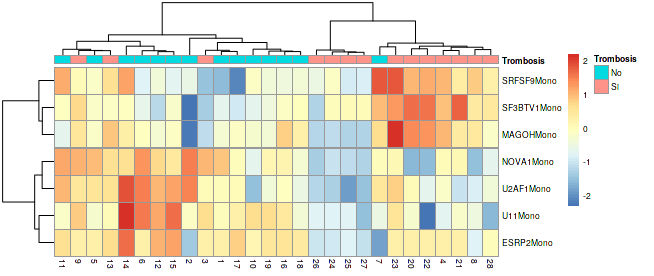 Trombosis
SRFSF9Mono
SF3BTV1Mono
MAGOHMono
NOVA1Mono
U2AF1Mono
U11Mono
ESRP2Mono
11 9 5 13 14 6 12 15 2 3 1 17 10 19 16 18 26 24 25 27 7 23 20 22 4 21 8 28
2
1
0
-1
-2
Trombosis
No
SI